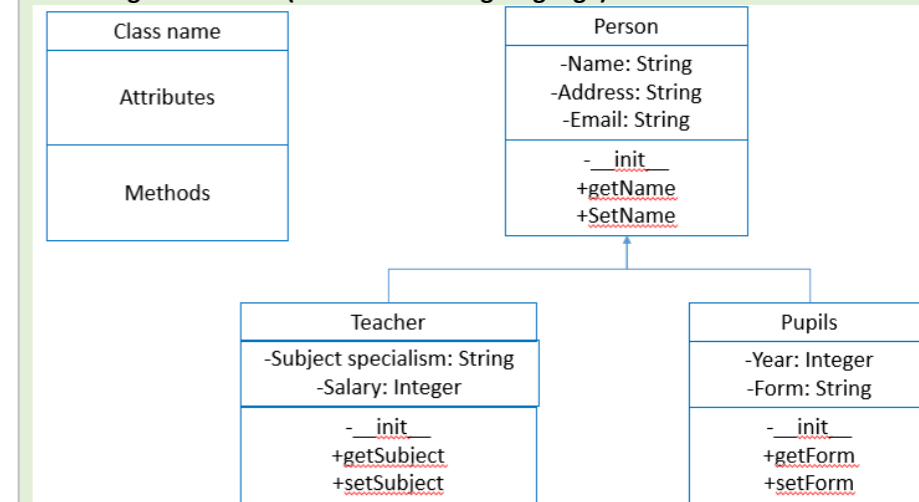 Class name
Attributes
Methods
Person
-Name: String
-Address: String
-Email: String
-__init__
+getName
+SetName
Teacher
-Subject specialism: String
-Salary: Integer
-__init__
+getSubject
+setSubject
Pupils
-Year: Integer
-Form: String
-__init__
+getForm
+setForm